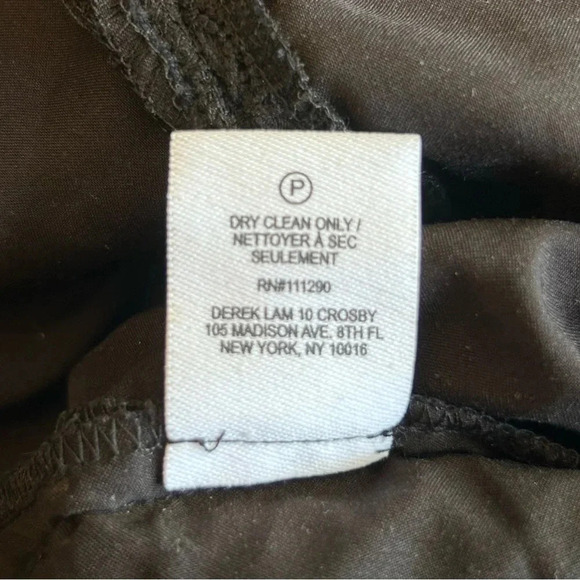 P
DRY CLEAN ONLY /
NETTOYER À SEC
SEULEMENT
RN#111290
DEREK LAM 10 CROSBY
105 MADISON AVE. 8TH FL
NEW YORK, NY 10016